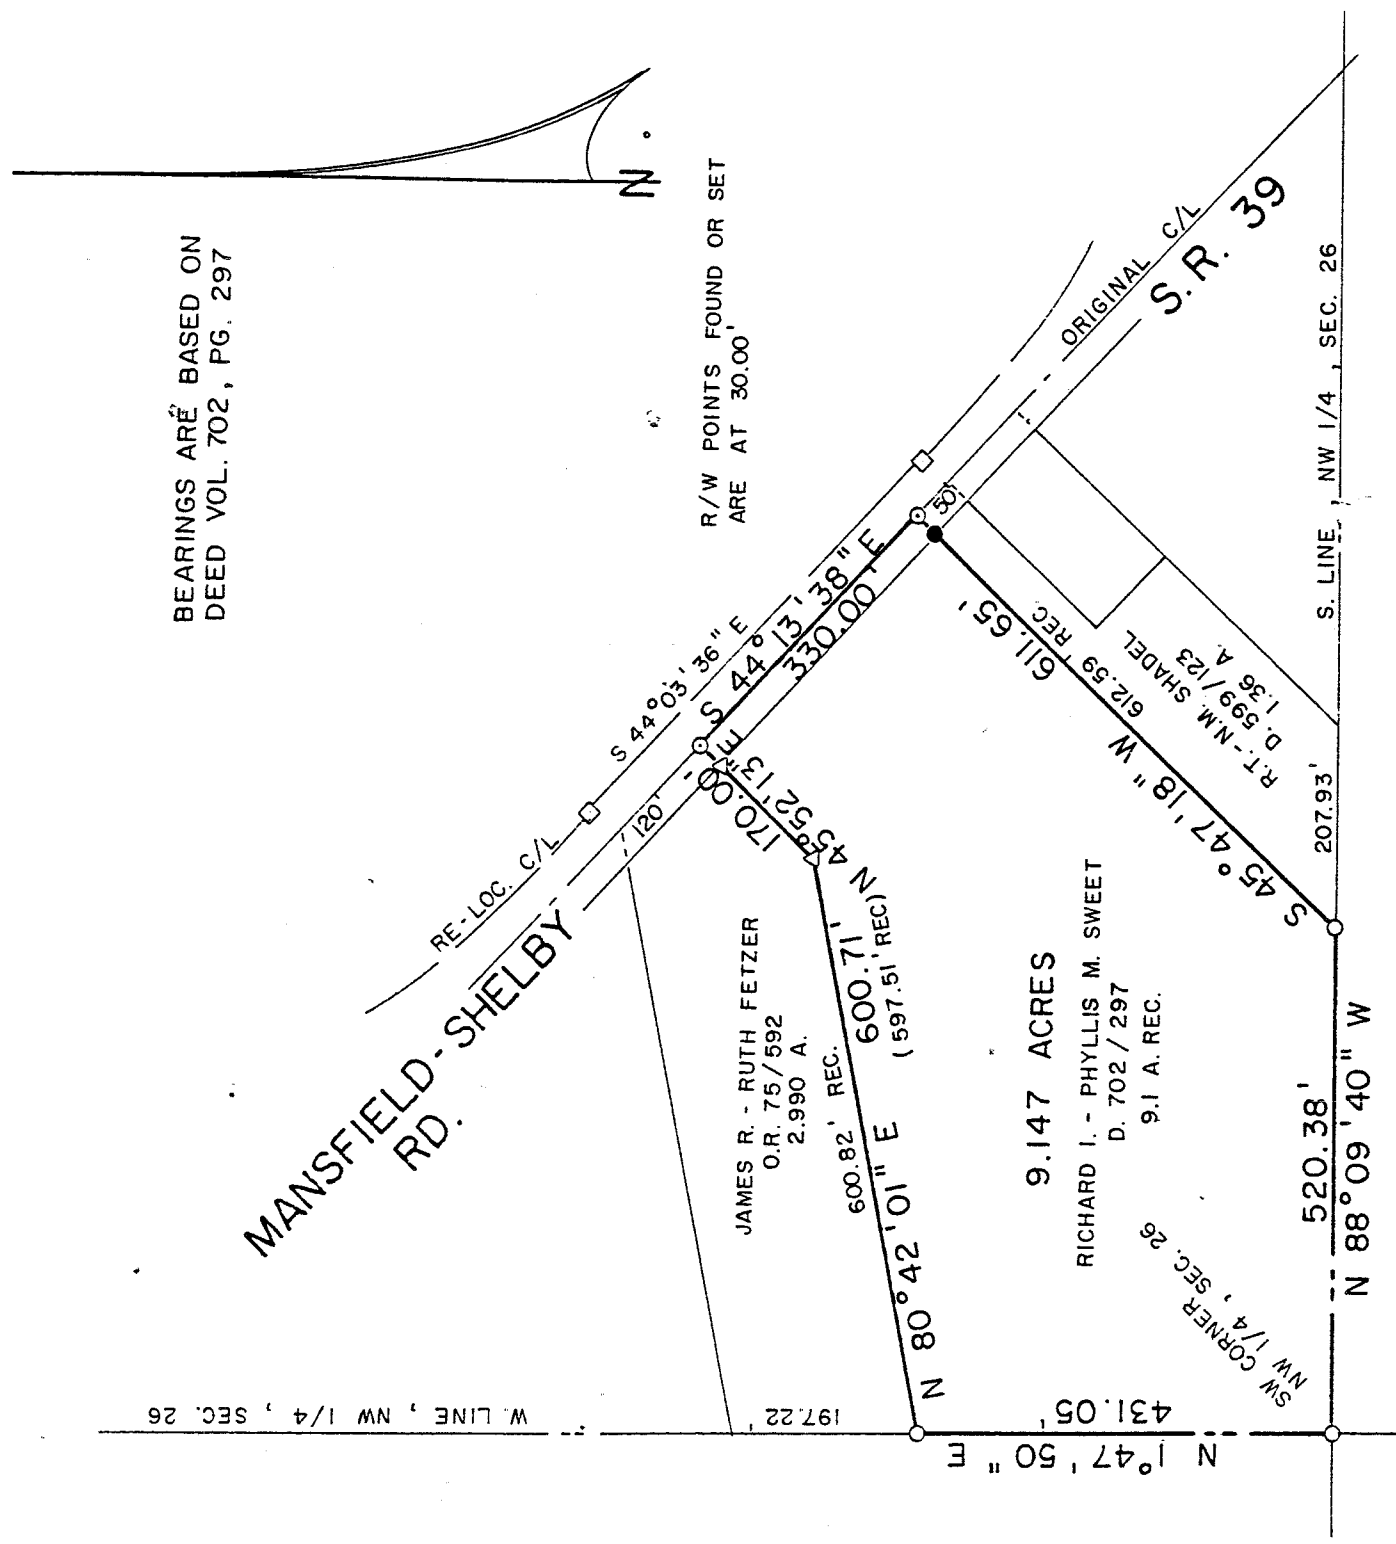 BEARINGS ARE BASED ON
DEED VOL. 702, PG. 297
N.
R/W POINTS FOUND OR SET
ARE AT 30.00'
MANSFIELD - SHELBY
RD.
RE-LOC. C/L
S 44°03'36" E
ORIGINAL C/L
S.R. 39
120'
50'
S 44°13'38" E
330.00'
170.00'
N 45°52'13" E
JAMES R. - RUTH FETZER
O.R. 75/592
2.990 A.
600.82' REC.
600.71'
(597.51' REC)
N 80°42'01" E
611.65'
612.59' REC
S 45°47'18" W
R.T. - N.M. SHADEL
D. 599/123
1.36 A.
9.147 ACRES
RICHARD I. - PHYLLIS M. SWEET
D. 702/297
9.1 A. REC.
SW CORNER
NW 1/4, SEC. 26
W. LINE, NW 1/4, SEC. 26
197.22'
431.05'
N 1°47'50" E
S. LINE, NW 1/4, SEC. 26
207.93'
520.38'
N 88°09'40" W